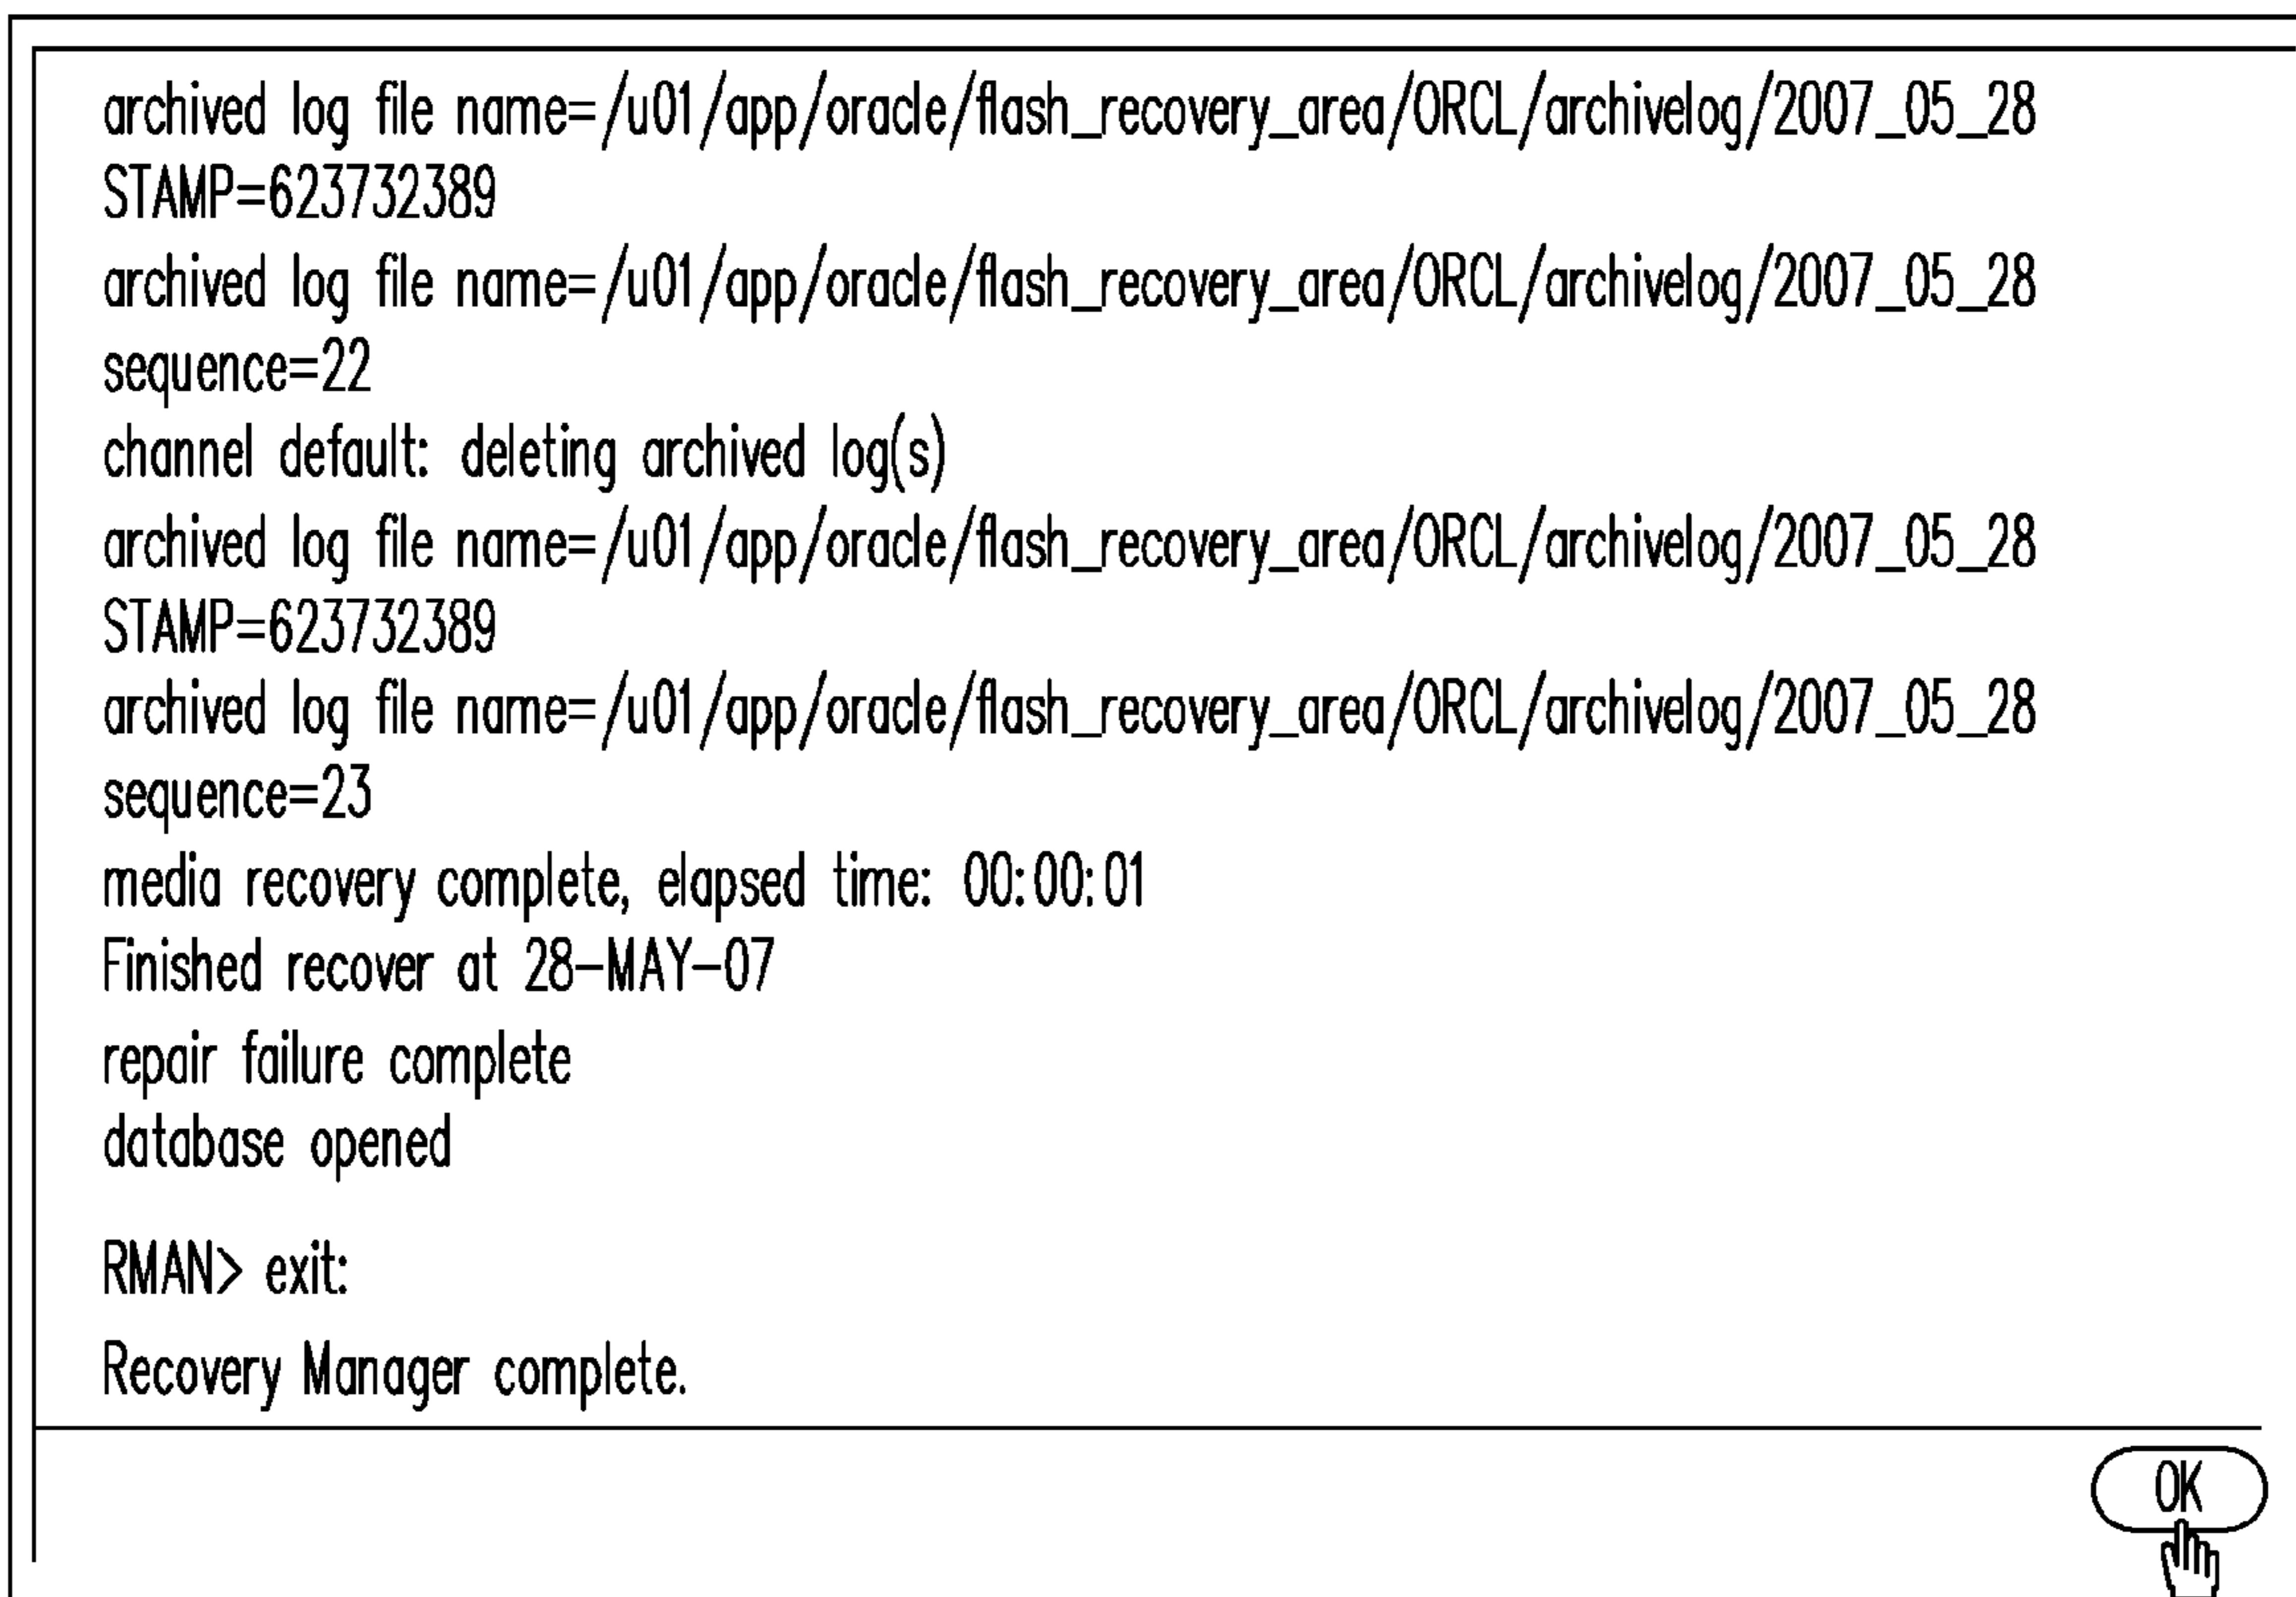 archived log file name=/u01/app/oracle/flash_recovery_area/ORCL/archivelog/2007_05_28
STAMP=623732389
archived log file name=/u01/app/oracle/flash_recovery_area/ORCL/archivelog/2007_05_28
sequence=22
channel default: deleting archived log(s)
archived log file name=/u01/app/oracle/flash_recovery_area/ORCL/archivelog/2007_05_28
STAMP=623732389
archived log file name=/u01/app/oracle/flash_recovery_area/ORCL/archivelog/2007_05_28
sequence=23
media recovery complete, elapsed time: 00:00:01
Finished recover at 28-MAY-07
repair failure complete
database opened
RMAN> exit:
Recovery Manager complete.
OK